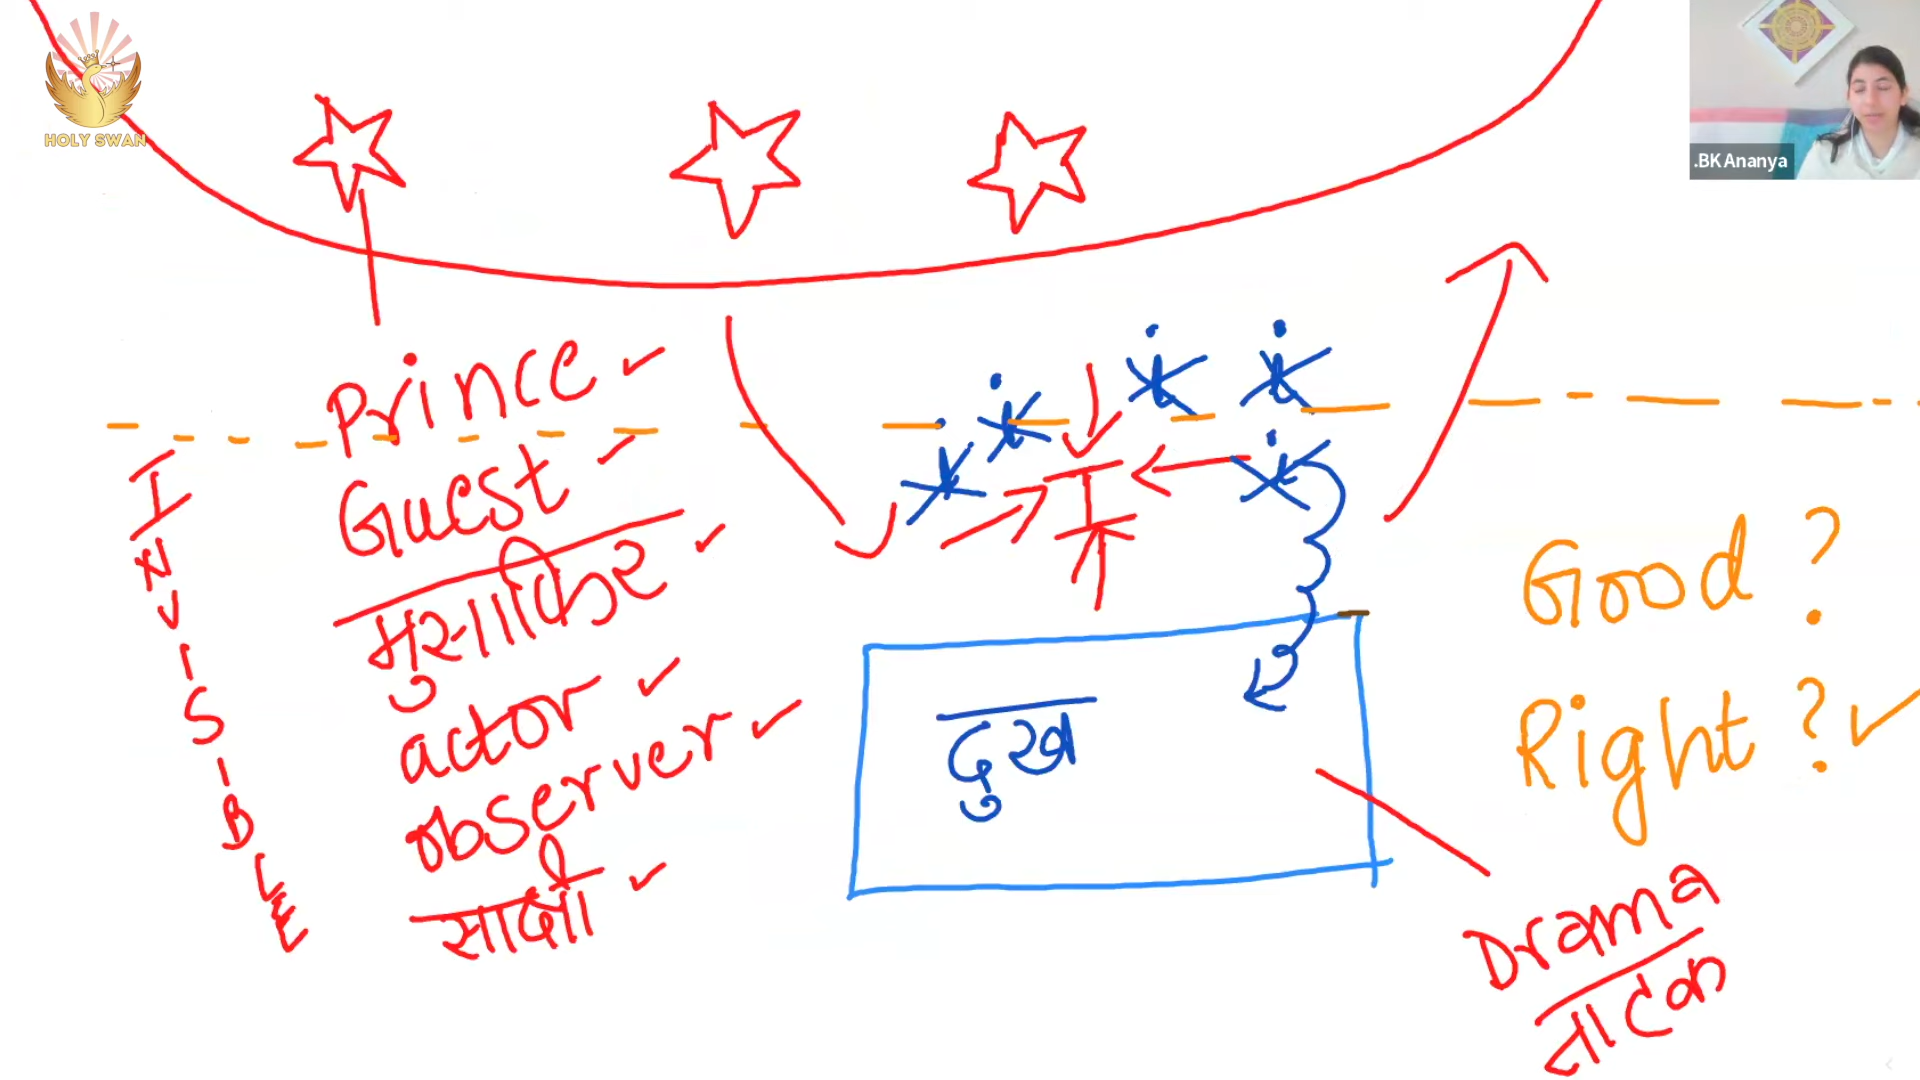 HOLY SWAN
.BK Ananya
Prince
Guest
मुसाफिर
actor
observer
साक्षी
INVISIBLE
I
दुख
Good?
Right?
Drama
नाटक